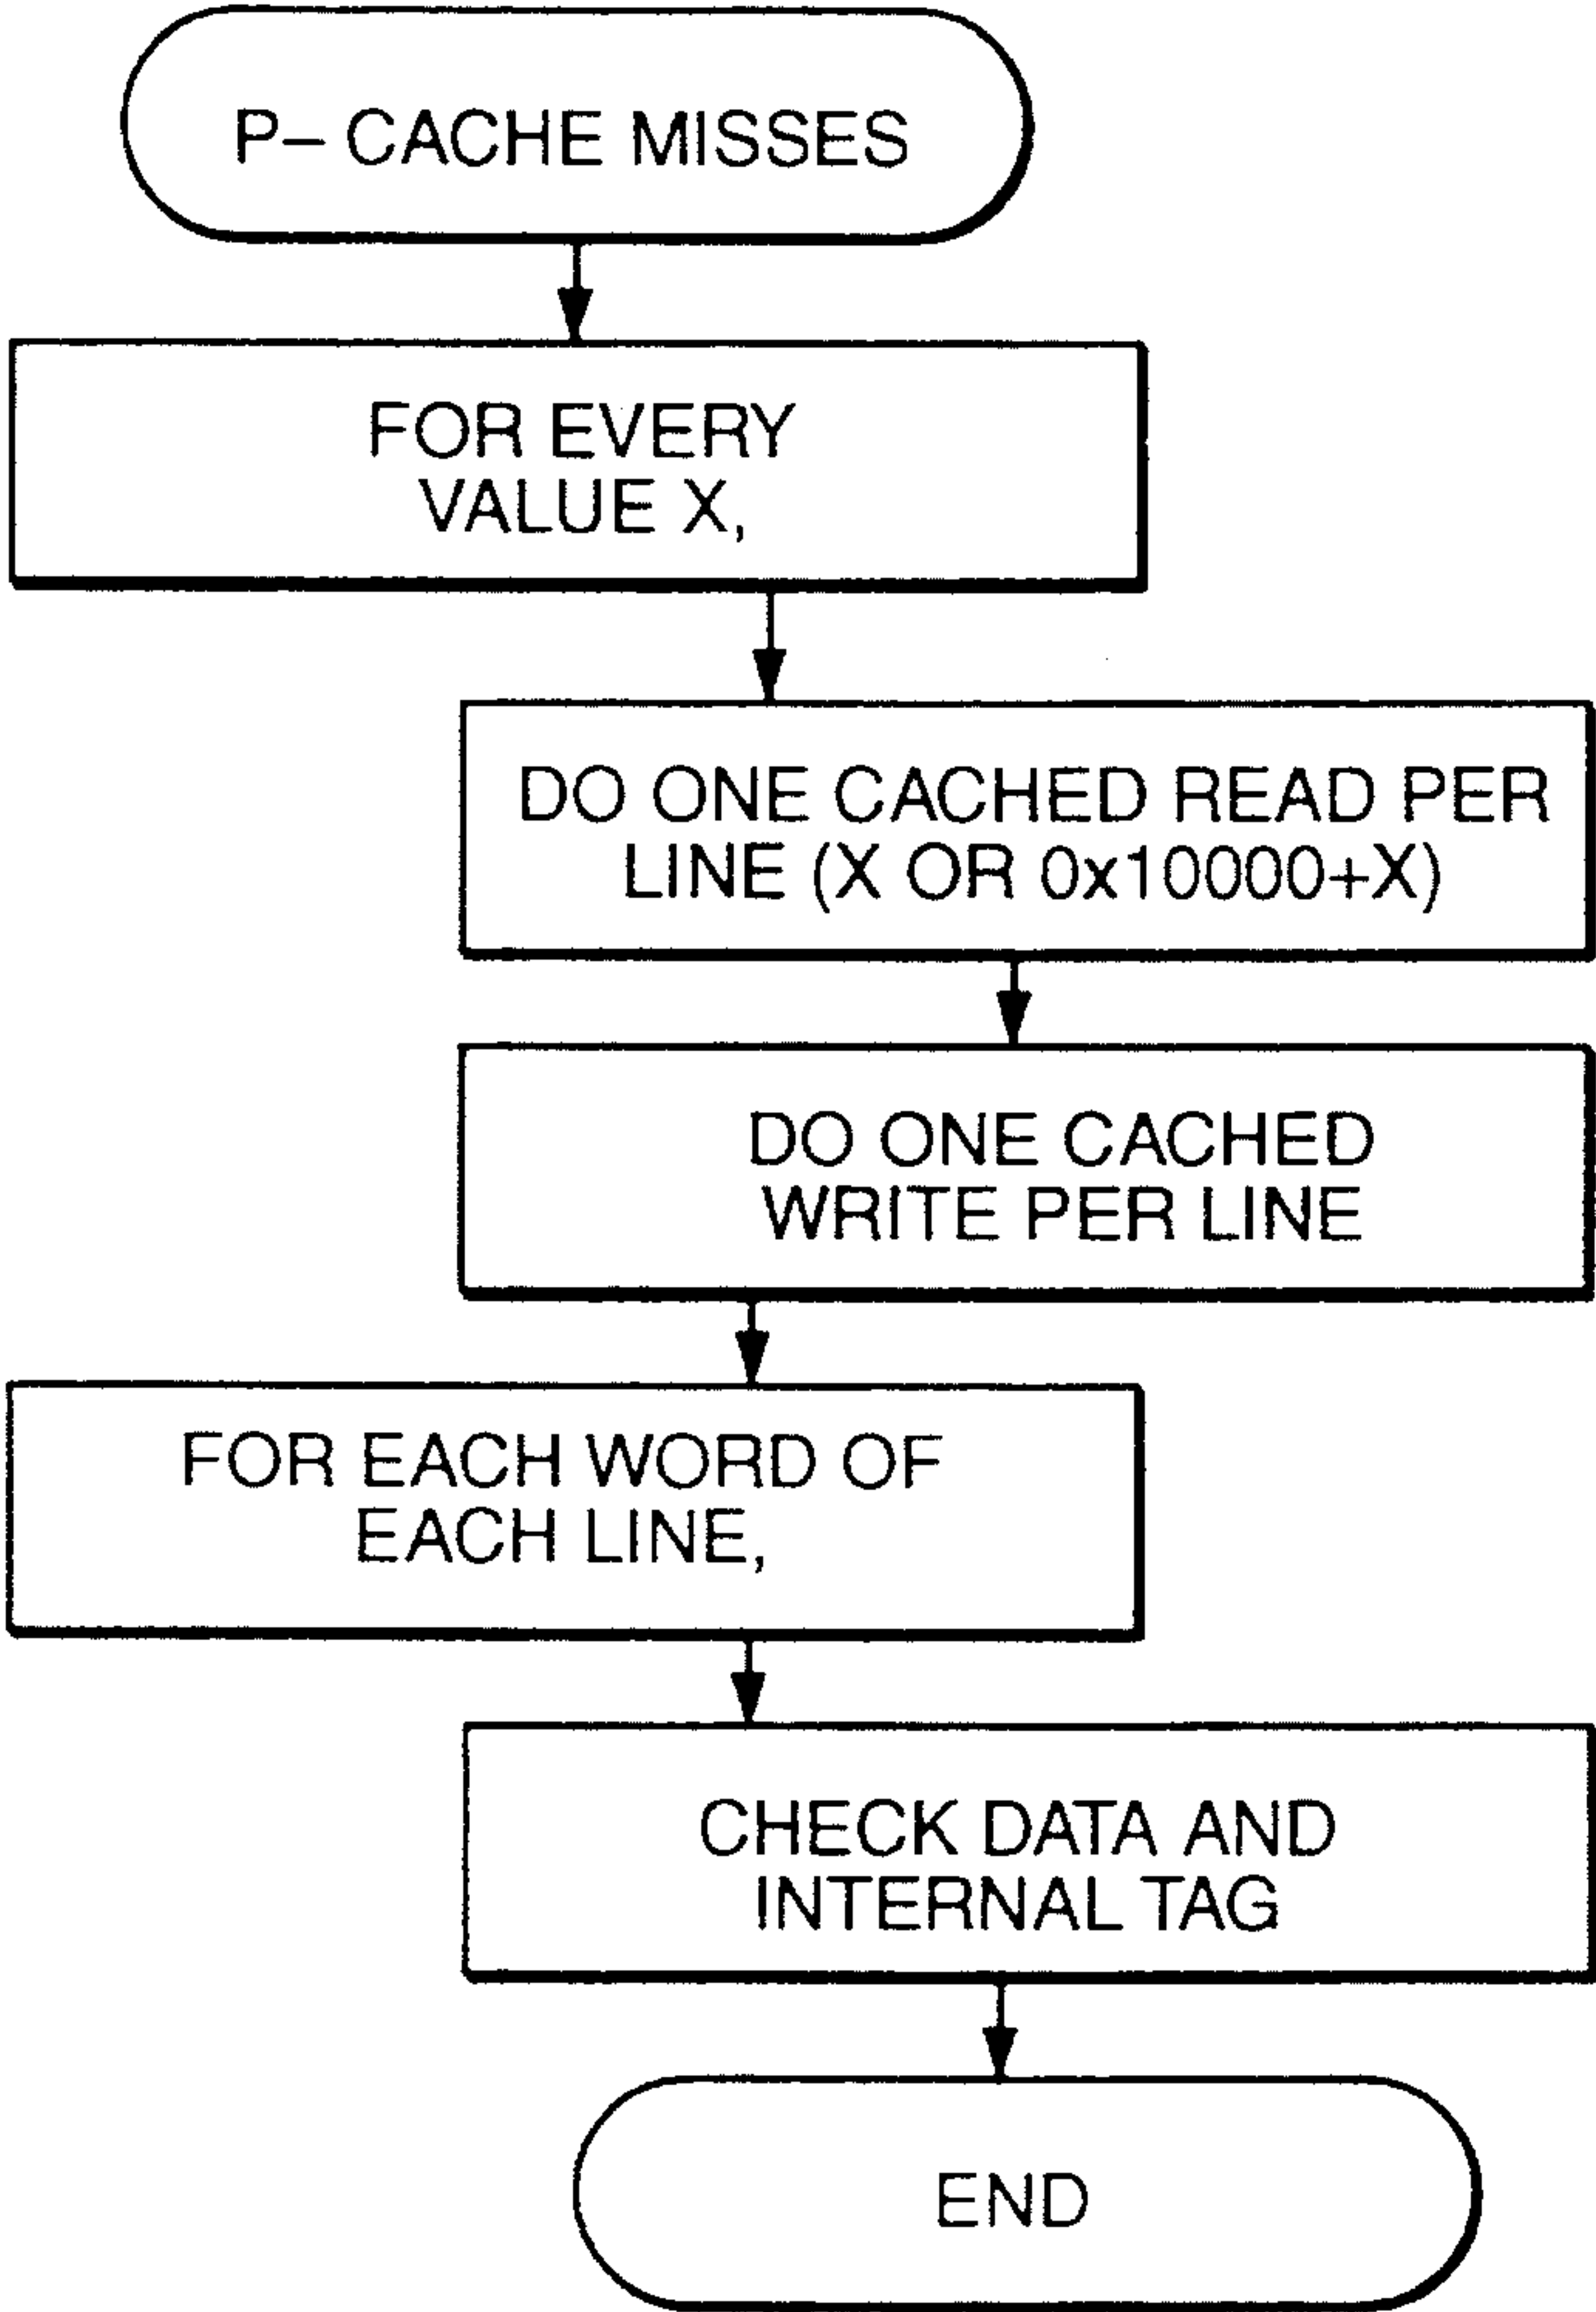 P– CACHE MISSES
FOR EVERY
VALUE X,
DO ONE CACHED READ PER
LINE (X OR 0x10000+X)
DO ONE CACHED
WRITE PER LINE
FOR EACH WORD OF
EACH LINE,
CHECK DATA AND
INTERNAL TAG
END